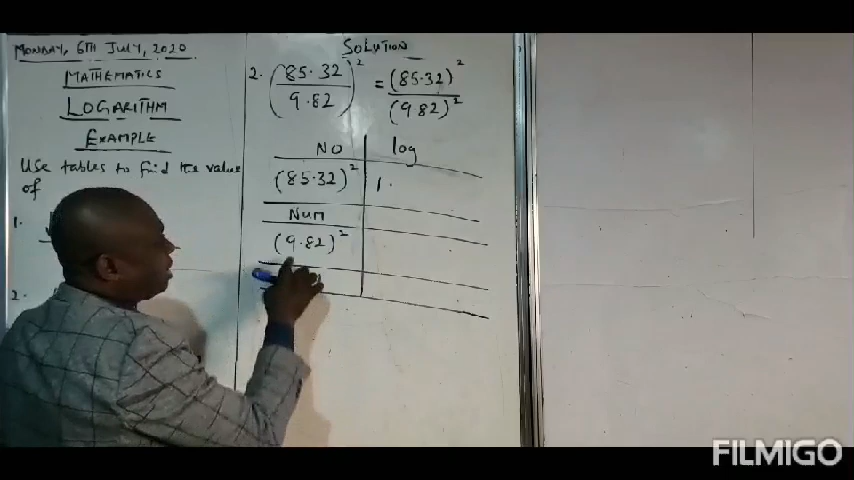 MONDAY, 6TH JULY, 2020
MATHEMATICS
LOGARITHM
EXAMPLE
Use tables to find the value
of
1.
2.
SOLUTION
2. (85.32/9.82)² = (85.32)²/(9.82)²
NO log
(85.32)² 1.
NUM
(9.82)²
FILMIGO